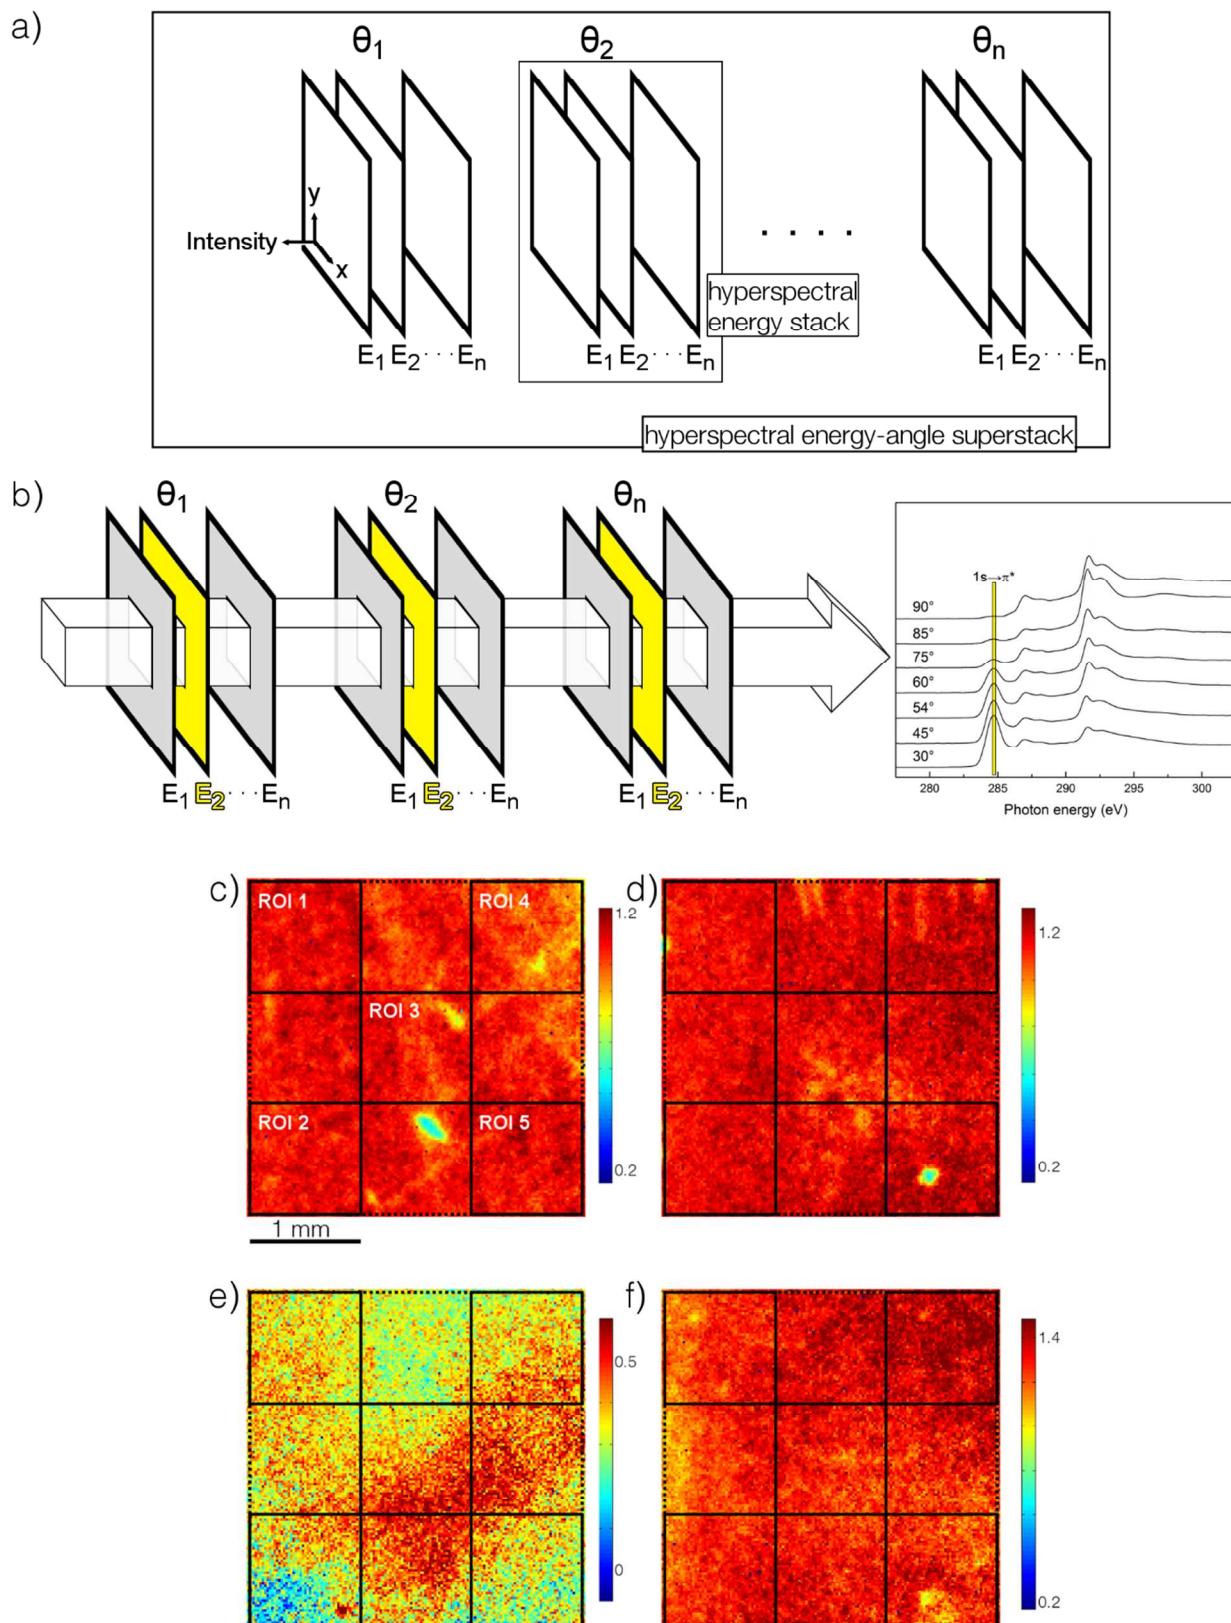 a)
θ1 θ2 θn
y
Intensity
x
hyperspectral
energy stack
E1 E2 ··· En E1 E2 ··· En E1 E2 ··· En
. . . .
hyperspectral energy-angle superstack
b)
θ1 θ2 θn
1s→π*
90°
85°
75°
60°
54°
45°
30°
280 285 290 295 300
Photon energy (eV)
E1 E2 ··· En E1 E2 ··· En E1 E2 ··· En
c) d)
ROI 1 ROI 4 1.2 1.2
ROI 3
ROI 2 ROI 5 0.2 0.2
1 mm
e) f)
0.5 1.4
0 0.2